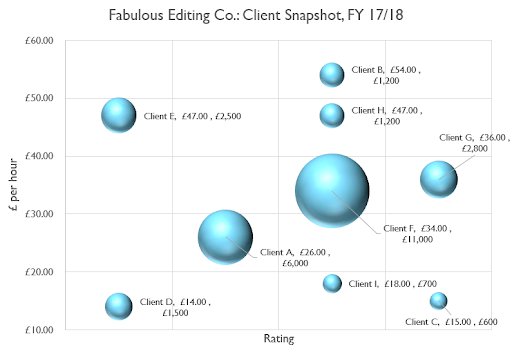 Fabulous Editing Co.: Client Snapshot, FY 17/18
£60.00
Client B, £54.00 ,
£1,200
£50.00
Client E, £47.00 , £2,500
Client H, £47.00 ,
£1,200
Client G, £36.00 ,
£2,800
£40.00
£ per hour
£30.00
Client F, £34.00 ,
£11,000
Client A, £26.00 ,
£6,000
£20.00
Client I, £18.00 , £700
Client D, £14.00 ,
£1,500
Client C, £15.00 , £600
£10.00
Rating